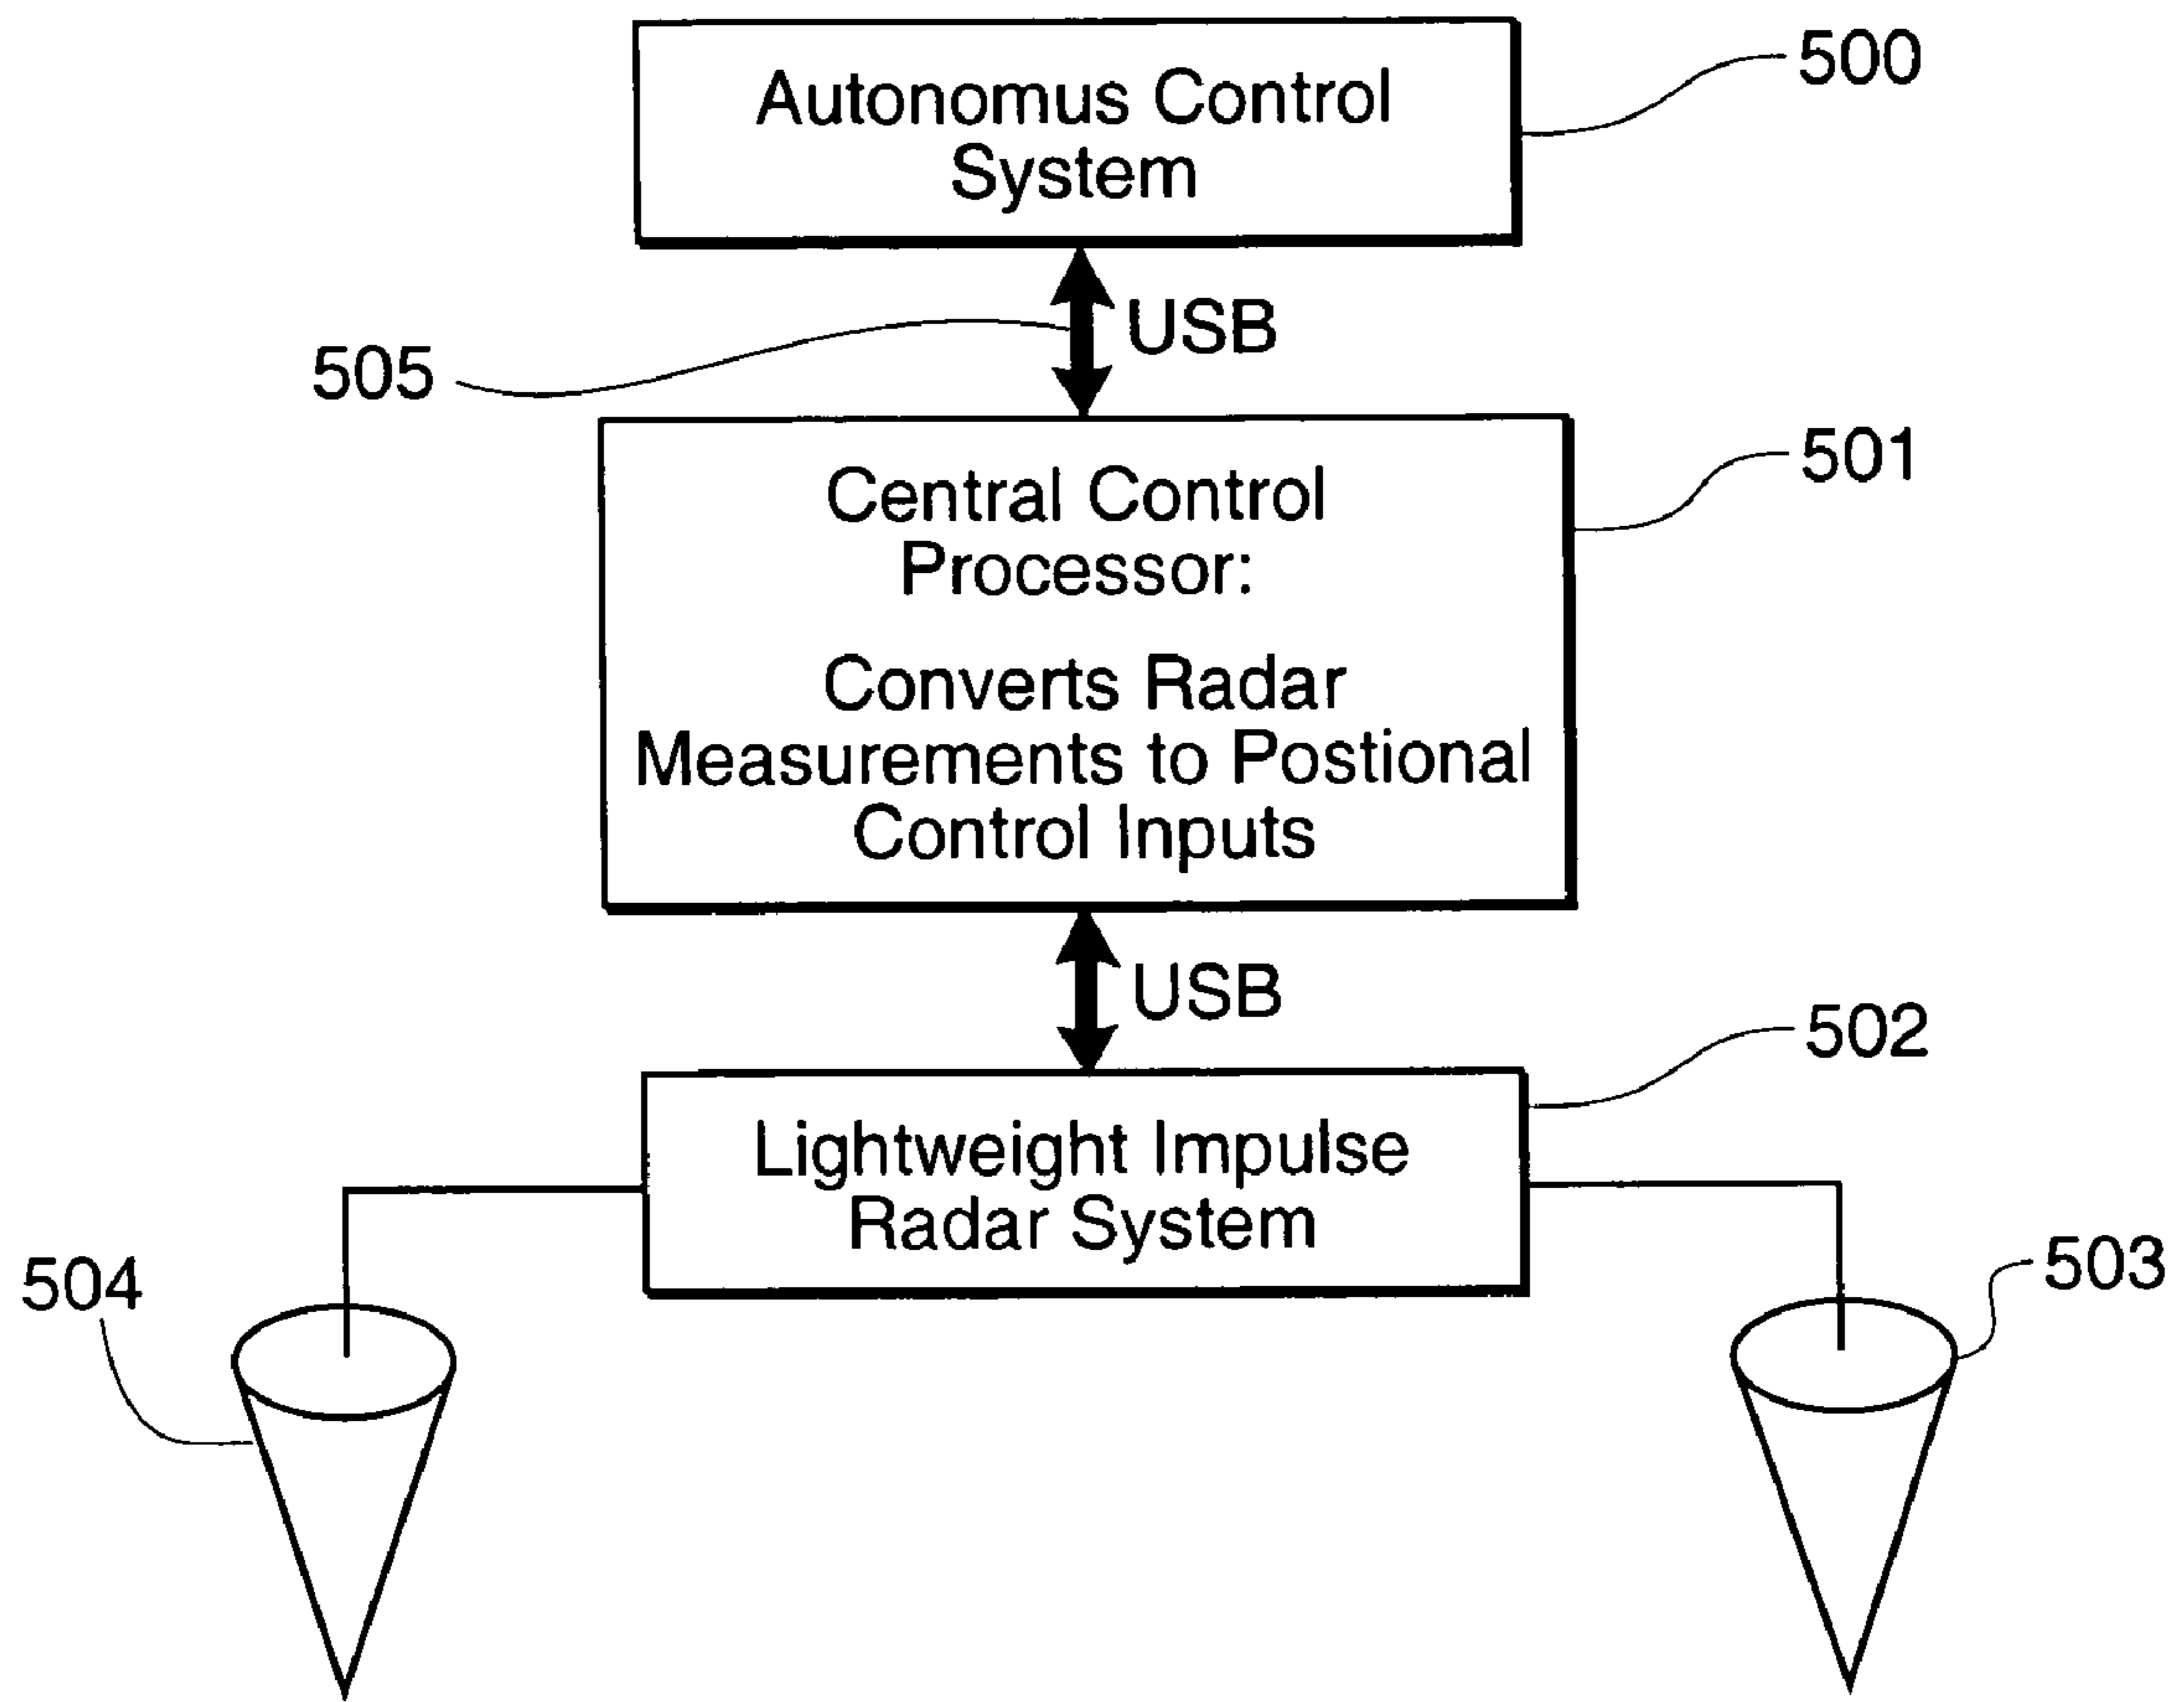 Autonomus Control
System
500
USB
505
Central Control
Processor:
Converts Radar
Measurements to Postional
Control Inputs
501
USB
502
Lightweight Impulse
Radar System
504
503